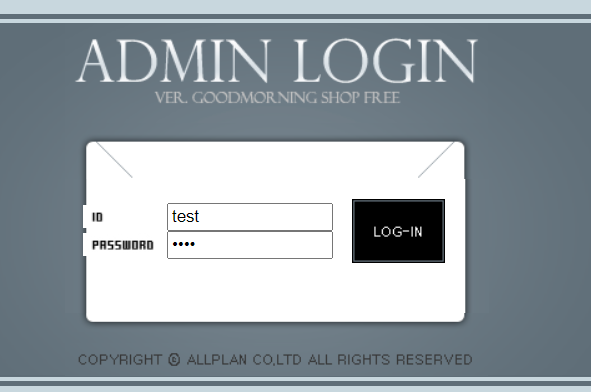 ADMIN LOGIN
VER. GOODMORNING SHOP FREE
ID test
PASSWORD ••••
LOG-IN
COPYRIGHT © ALLPLAN CO,LTD ALL RIGHTS RESERVED